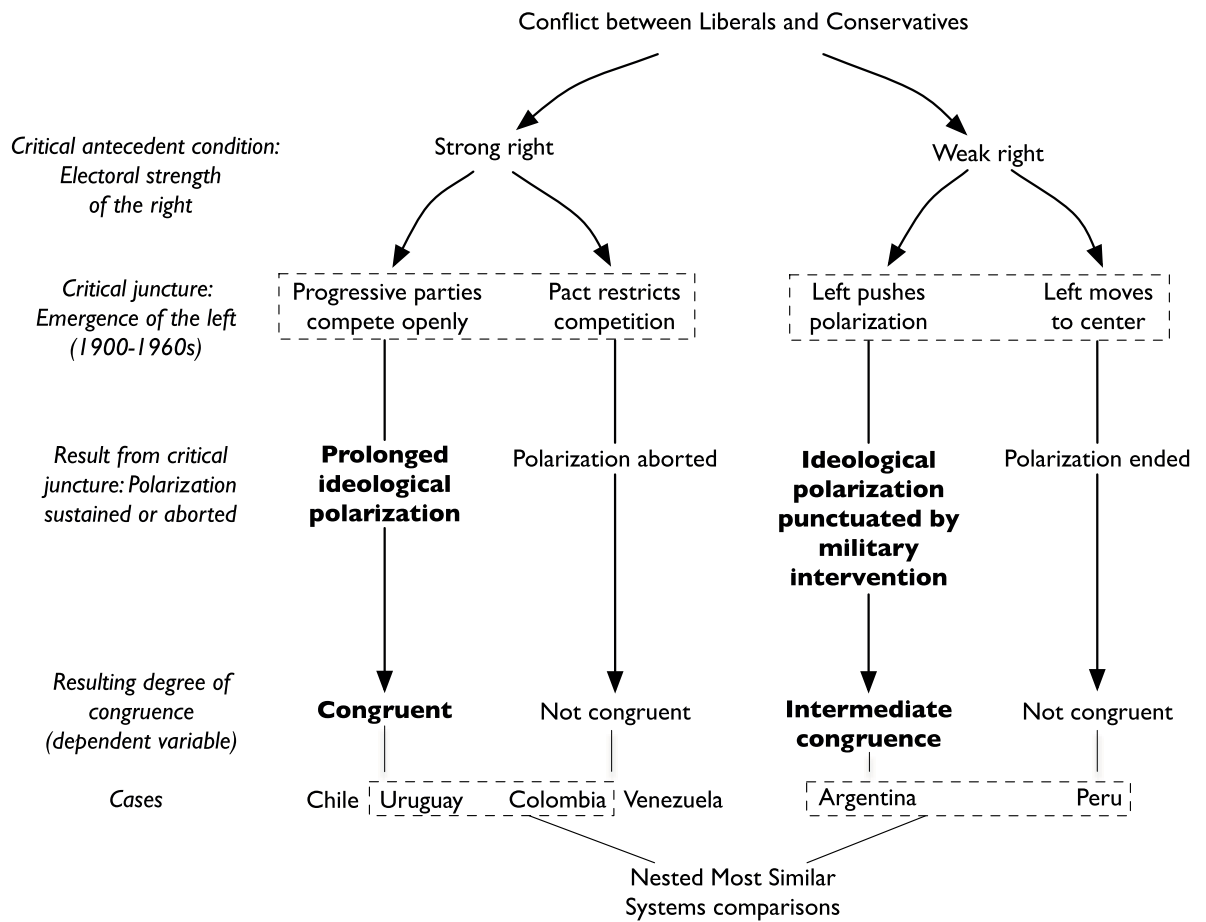 Conflict between Liberals and Conservatives
Critical antecedent condition:
Electoral strength
of the right
Strong right
Weak right
Critical juncture:
Emergence of the left
(1900-1960s)
Progressive parties
compete openly
Pact restricts
competition
Left pushes
polarization
Left moves
to center
Result from critical
juncture: Polarization
sustained or aborted
Prolonged
ideological
polarization
Polarization aborted
Ideological
polarization
punctuated by
military
intervention
Polarization ended
Resulting degree of
congruence
(dependent variable)
Congruent
Not congruent
Intermediate
congruence
Not congruent
Cases
Chile
Uruguay
Colombia
Venezuela
Argentina
Peru
Nested Most Similar
Systems comparisons